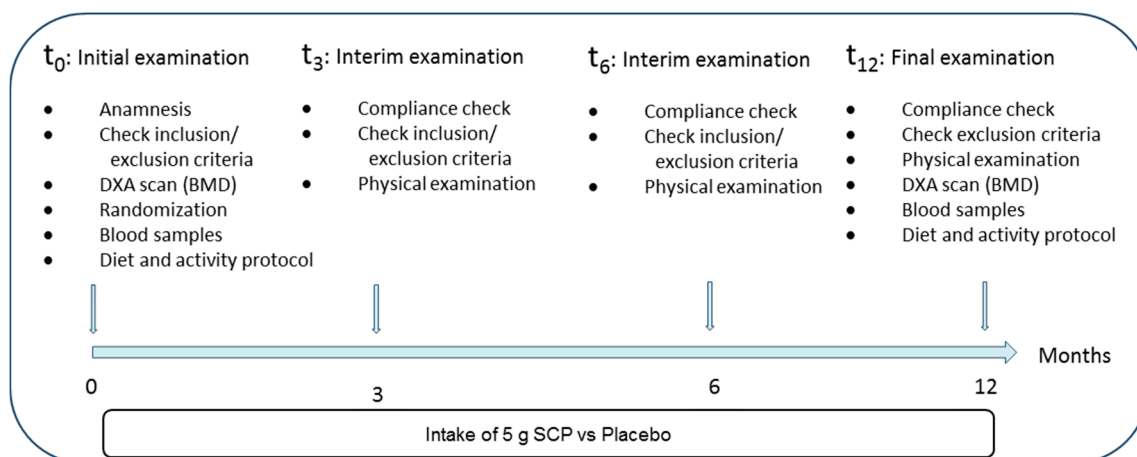 t0: Initial examination
• Anamnesis
• Check inclusion/
exclusion criteria
• DXA scan (BMD)
• Randomization
• Blood samples
• Diet and activity protocol
t3: Interim examination
• Compliance check
• Check inclusion/
exclusion criteria
• Physical examination
t6: Interim examination
• Compliance check
• Check inclusion/
exclusion criteria
• Physical examination
t12: Final examination
• Compliance check
• Check exclusion criteria
• Physical examination
• DXA scan (BMD)
• Blood samples
• Diet and activity protocol
Months
0 3 6 12
Intake of 5 g SCP vs Placebo